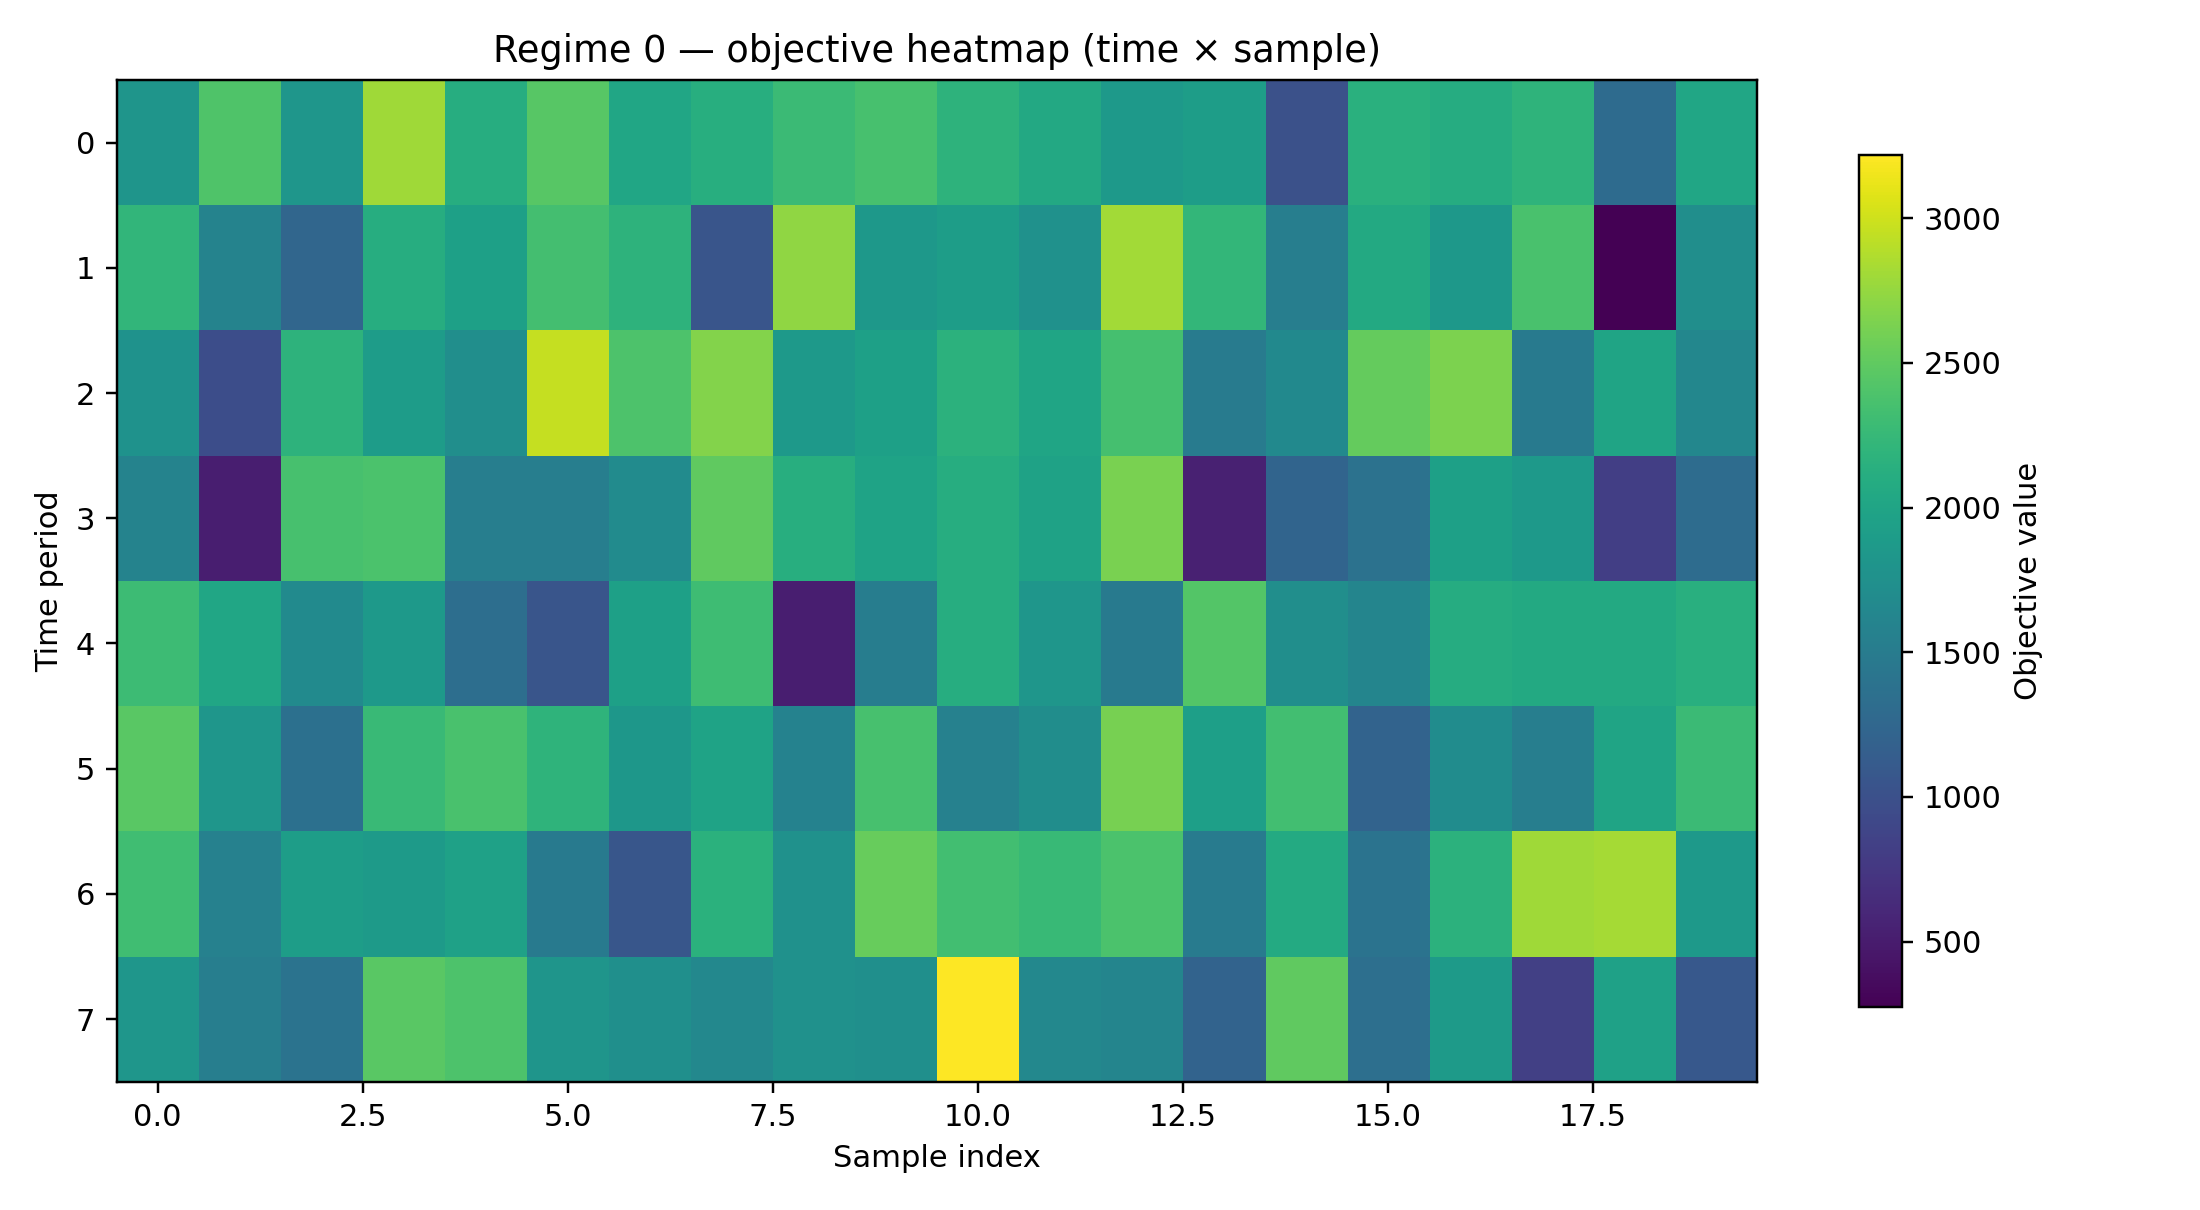 Regime 0 — objective heatmap (time × sample)
0
1
2
3
4
5
6
7
Time period
0.0 2.5 5.0 7.5 10.0 12.5 15.0 17.5
Sample index
3000
2500
2000
1500
1000
500
Objective value